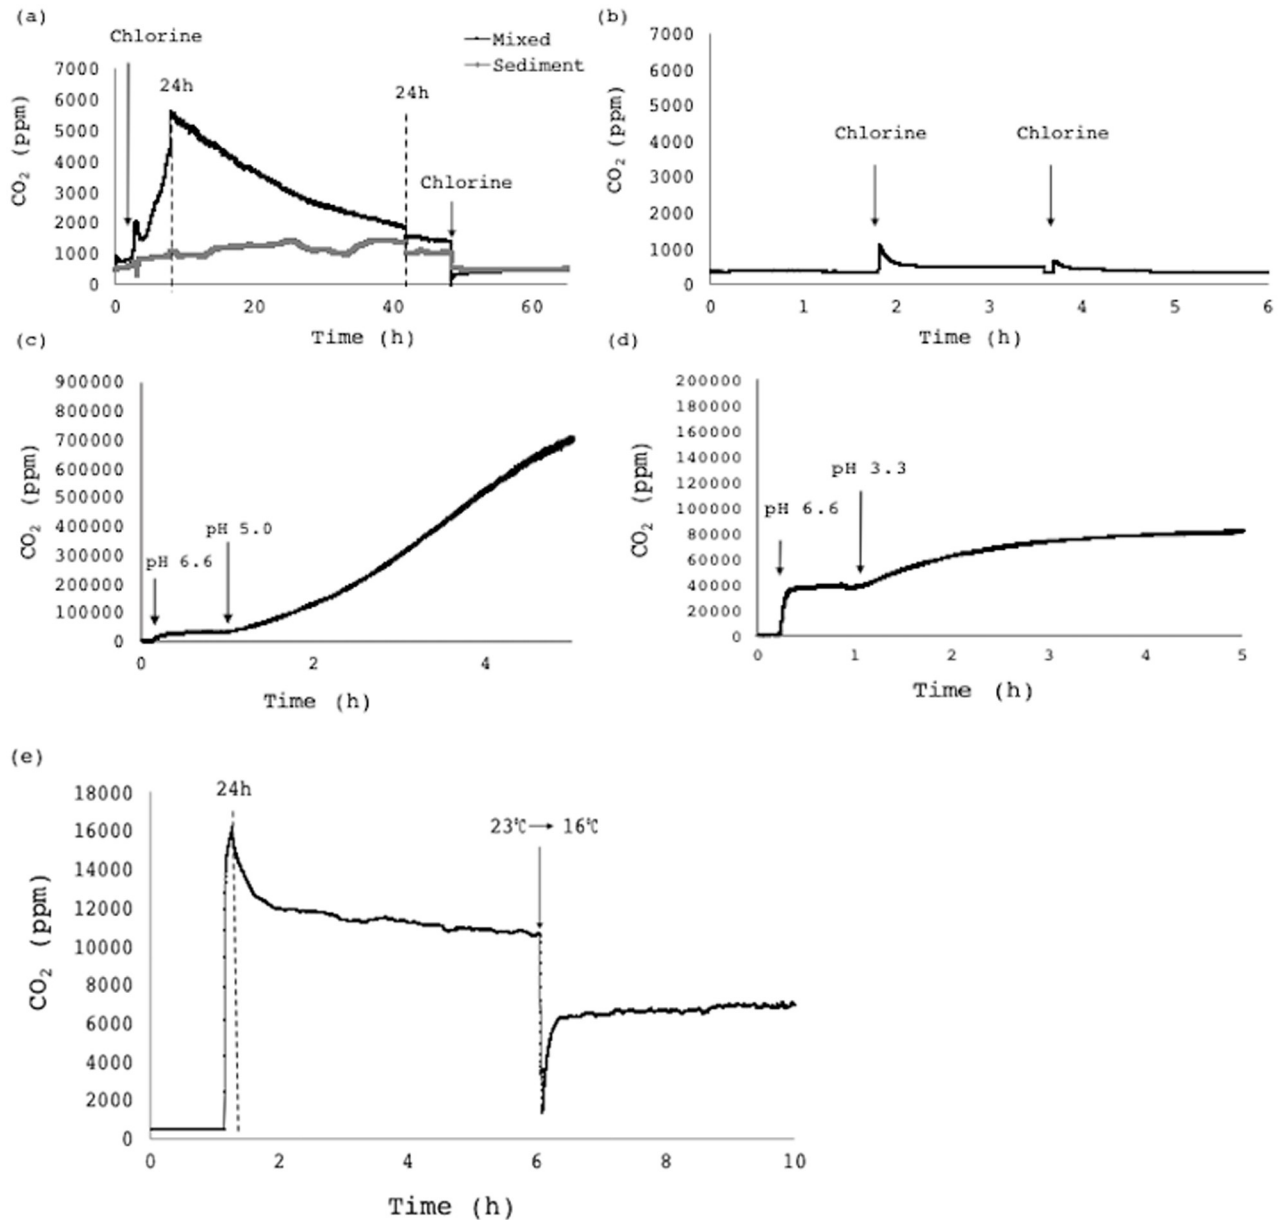 (a)
Chlorine
Mixed
Sediment
7000
6000
5000
4000
3000
2000
1000
0
CO₂ (ppm)
24h
24h
Chlorine
0 20 40 60
Time (h)
(b)
7000
6000
5000
4000
3000
2000
1000
0
CO₂ (ppm)
Chlorine
Chlorine
0 1 2 3 4 5 6
Time (h)
(c)
900000
800000
700000
600000
500000
400000
300000
200000
100000
0
CO₂ (ppm)
pH 6.6
pH 5.0
0 2 4
Time (h)
(d)
200000
180000
160000
140000
120000
100000
80000
60000
40000
20000
0
CO₂ (ppm)
pH 6.6
pH 3.3
0 1 2 3 4 5
Time (h)
(e)
18000
16000
14000
12000
10000
8000
6000
4000
2000
0
CO₂ (ppm)
24h
23℃→ 16℃
0 2 4 6 8 10
Time (h)